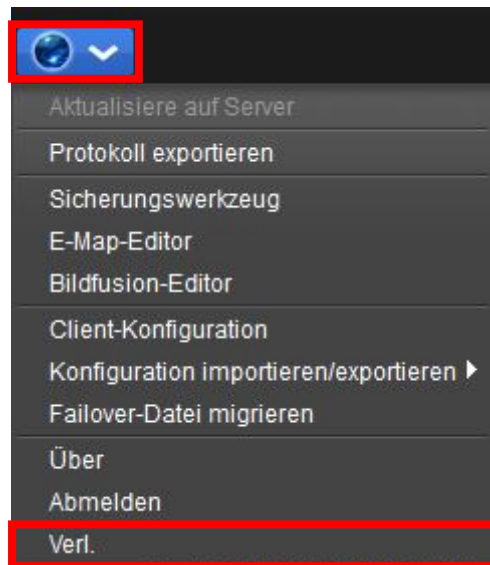 Aktualisiere auf Server
Protokoll exportieren
Sicherungswerkzeug
E-Map-Editor
Bildfusion-Editor
Client-Konfiguration
Konfiguration importieren/exportieren
Failover-Datei migrieren
Über
Abmelden
Verl.